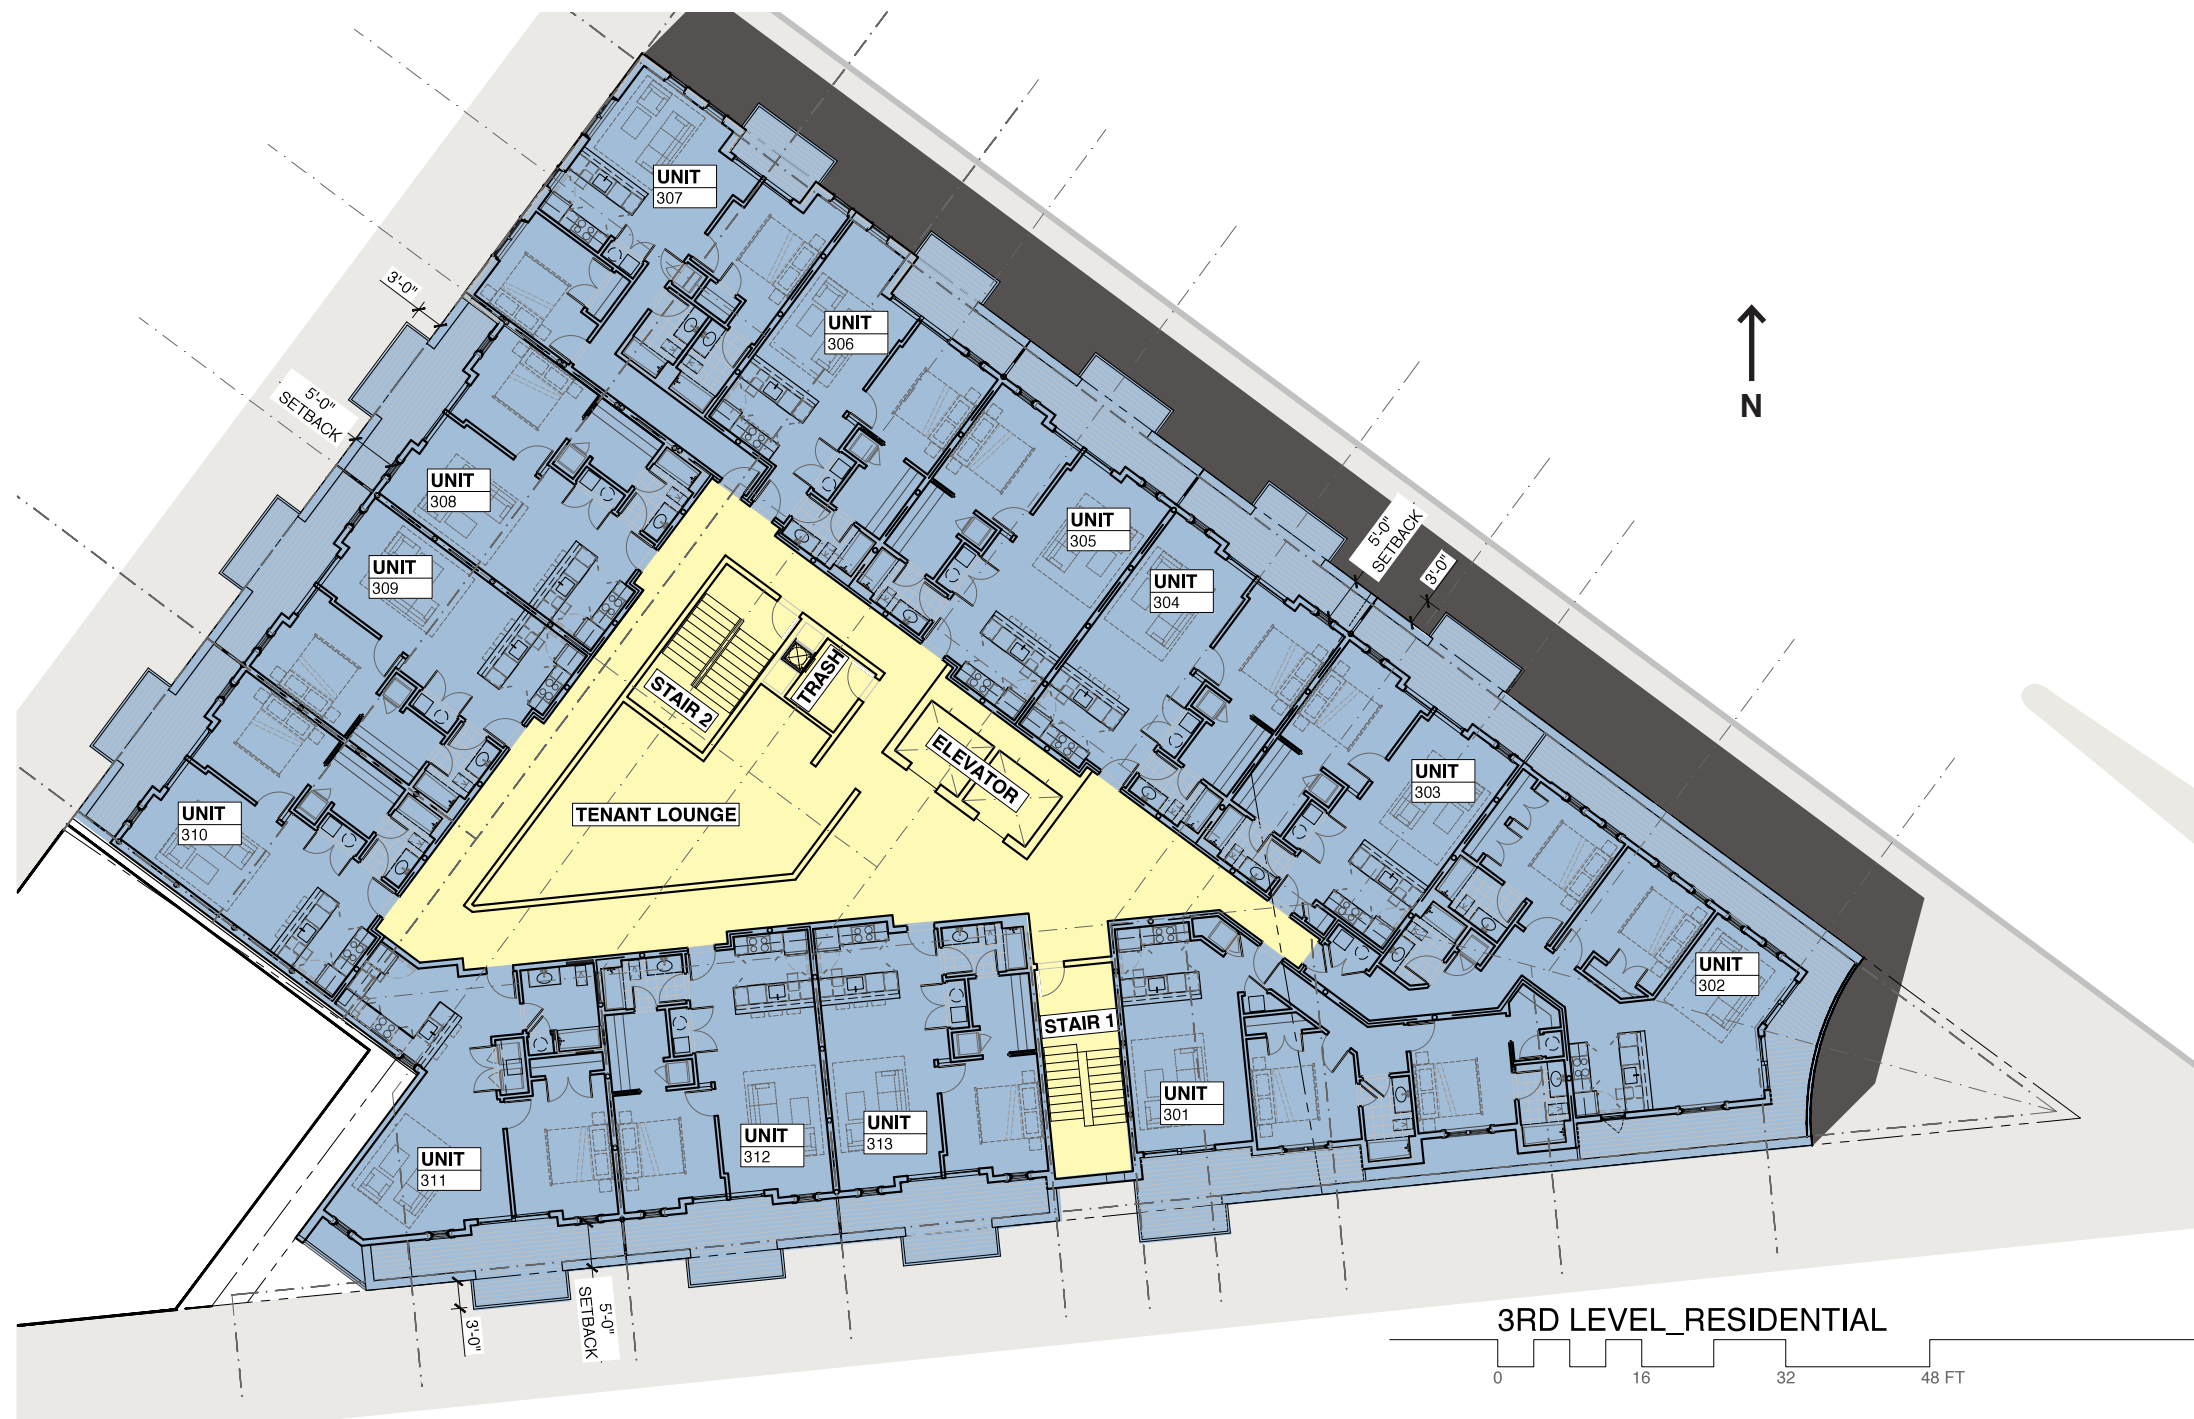 UNIT
307
3'-0"
UNIT
306
5'-0"
SETBACK
UNIT
308
UNIT
305
5'-0"
SETBACK
3'-0"
UNIT
309
UNIT
304
N
STAIR 2
TRASH
ELEVATOR
UNIT
303
UNIT
310
TENANT LOUNGE
UNIT
302
STAIR 1
UNIT
301
UNIT
311
UNIT
312
UNIT
313
3'-0"
5'-0"
SETBACK
3RD LEVEL_RESIDENTIAL
0 16 32 48 FT